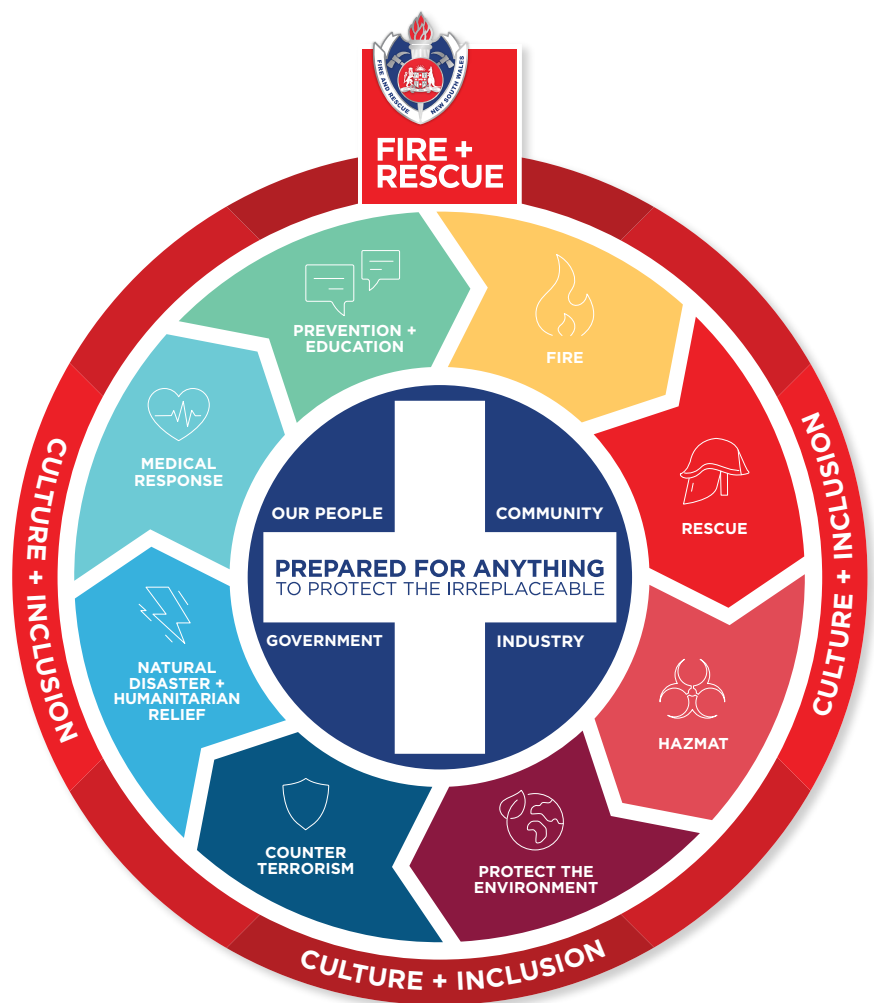 FIRE AND RESCUE
NEW SOUTH WALES
FIRE +
RESCUE
PREVENTION +
EDUCATION
FIRE
RESCUE
HAZMAT
PROTECT THE
ENVIRONMENT
COUNTER
TERRORISM
NATURAL
DISASTER +
HUMANITARIAN
RELIEF
MEDICAL
RESPONSE
OUR PEOPLE
COMMUNITY
PREPARED FOR ANYTHING
TO PROTECT THE IRREPLACEABLE
GOVERNMENT
INDUSTRY
CULTURE + INCLUSION
CULTURE + INCLUSION
CULTURE + INCLUSION